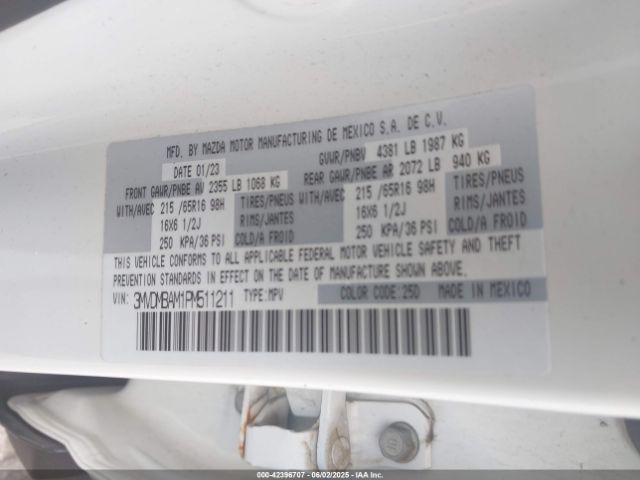 MFD. BY MAZDA MOTOR MANUFACTURING DE MEXICO S.A. DE C.V.
DATE 01/23 GVWR/PNBV 4381 LB 1987 KG
FRONT GAWR/PNBE AV 2355 LB 1068 KG REAR GAWR/PNBE AR 2072 LB 940 KG
WITH/AVEC 215 /65R16 98H TIRES/PNEUS WITH/AVEC 215 /65R16 98H TIRES/PNEUS
16X6 1/2J RIMS/JANTES 16X6 1/2J RIMS/JANTES
250 KPA/36 PSI COLD/A FROID 250 KPA/36 PSI COLD/A FROID
THIS VEHICLE CONFORMS TO ALL APPLICABLE FEDERAL MOTOR VEHICLE SAFETY AND THEFT
PREVENTION STANDARDS IN EFFECT ON THE DATE OF MANUFACTURE SHOWN ABOVE.
VIN: 3MVDMBAM1PM511211 TYPE:MPV COLOR CODE:25D MADE IN MEXICO
000-42396707 - 06/02/2025 - IAA Inc.